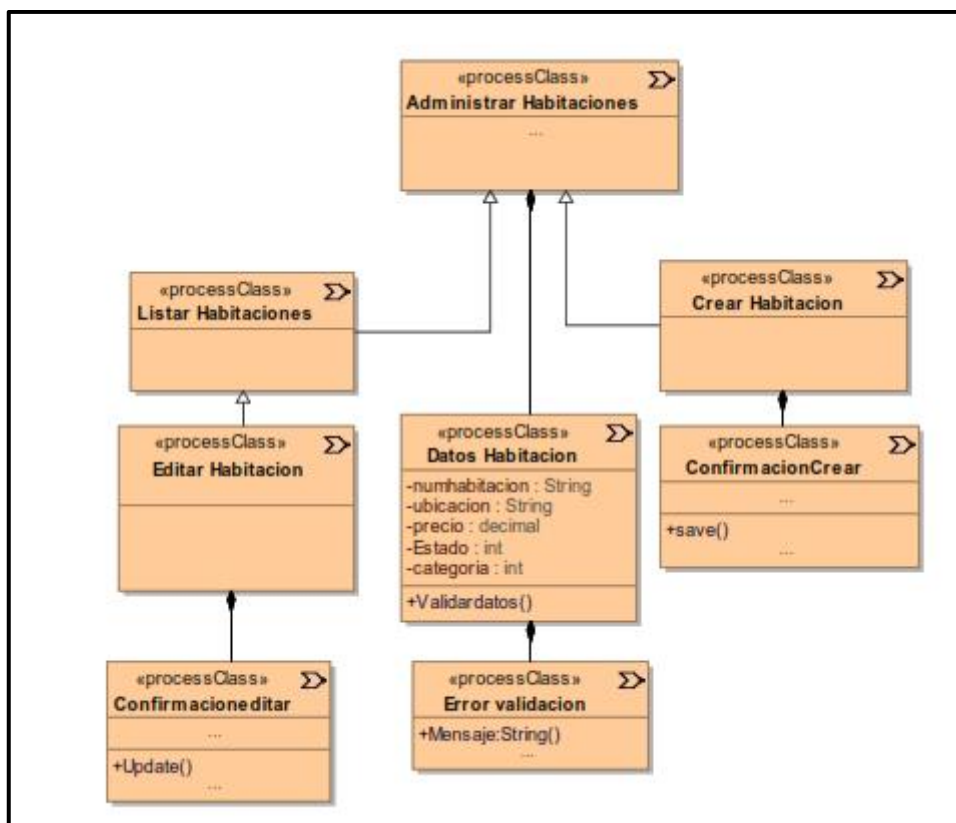 «processClass»
Administrar Habitaciones
...
«processClass»
Listar Habitaciones
«processClass»
Crear Habitacion
«processClass»
Editar Habitacion
«processClass»
Datos Habitacion
-numhabitacion : String
-ubicacion : String
-precio : decimal
-Estado : int
-categoria : int
+Validardatos()
«processClass»
ConfirmacionCrear
...
+save()
...
«processClass»
Confirmacioneditar
...
+Update()
...
«processClass»
Error validacion
+Mensaje:String()
...